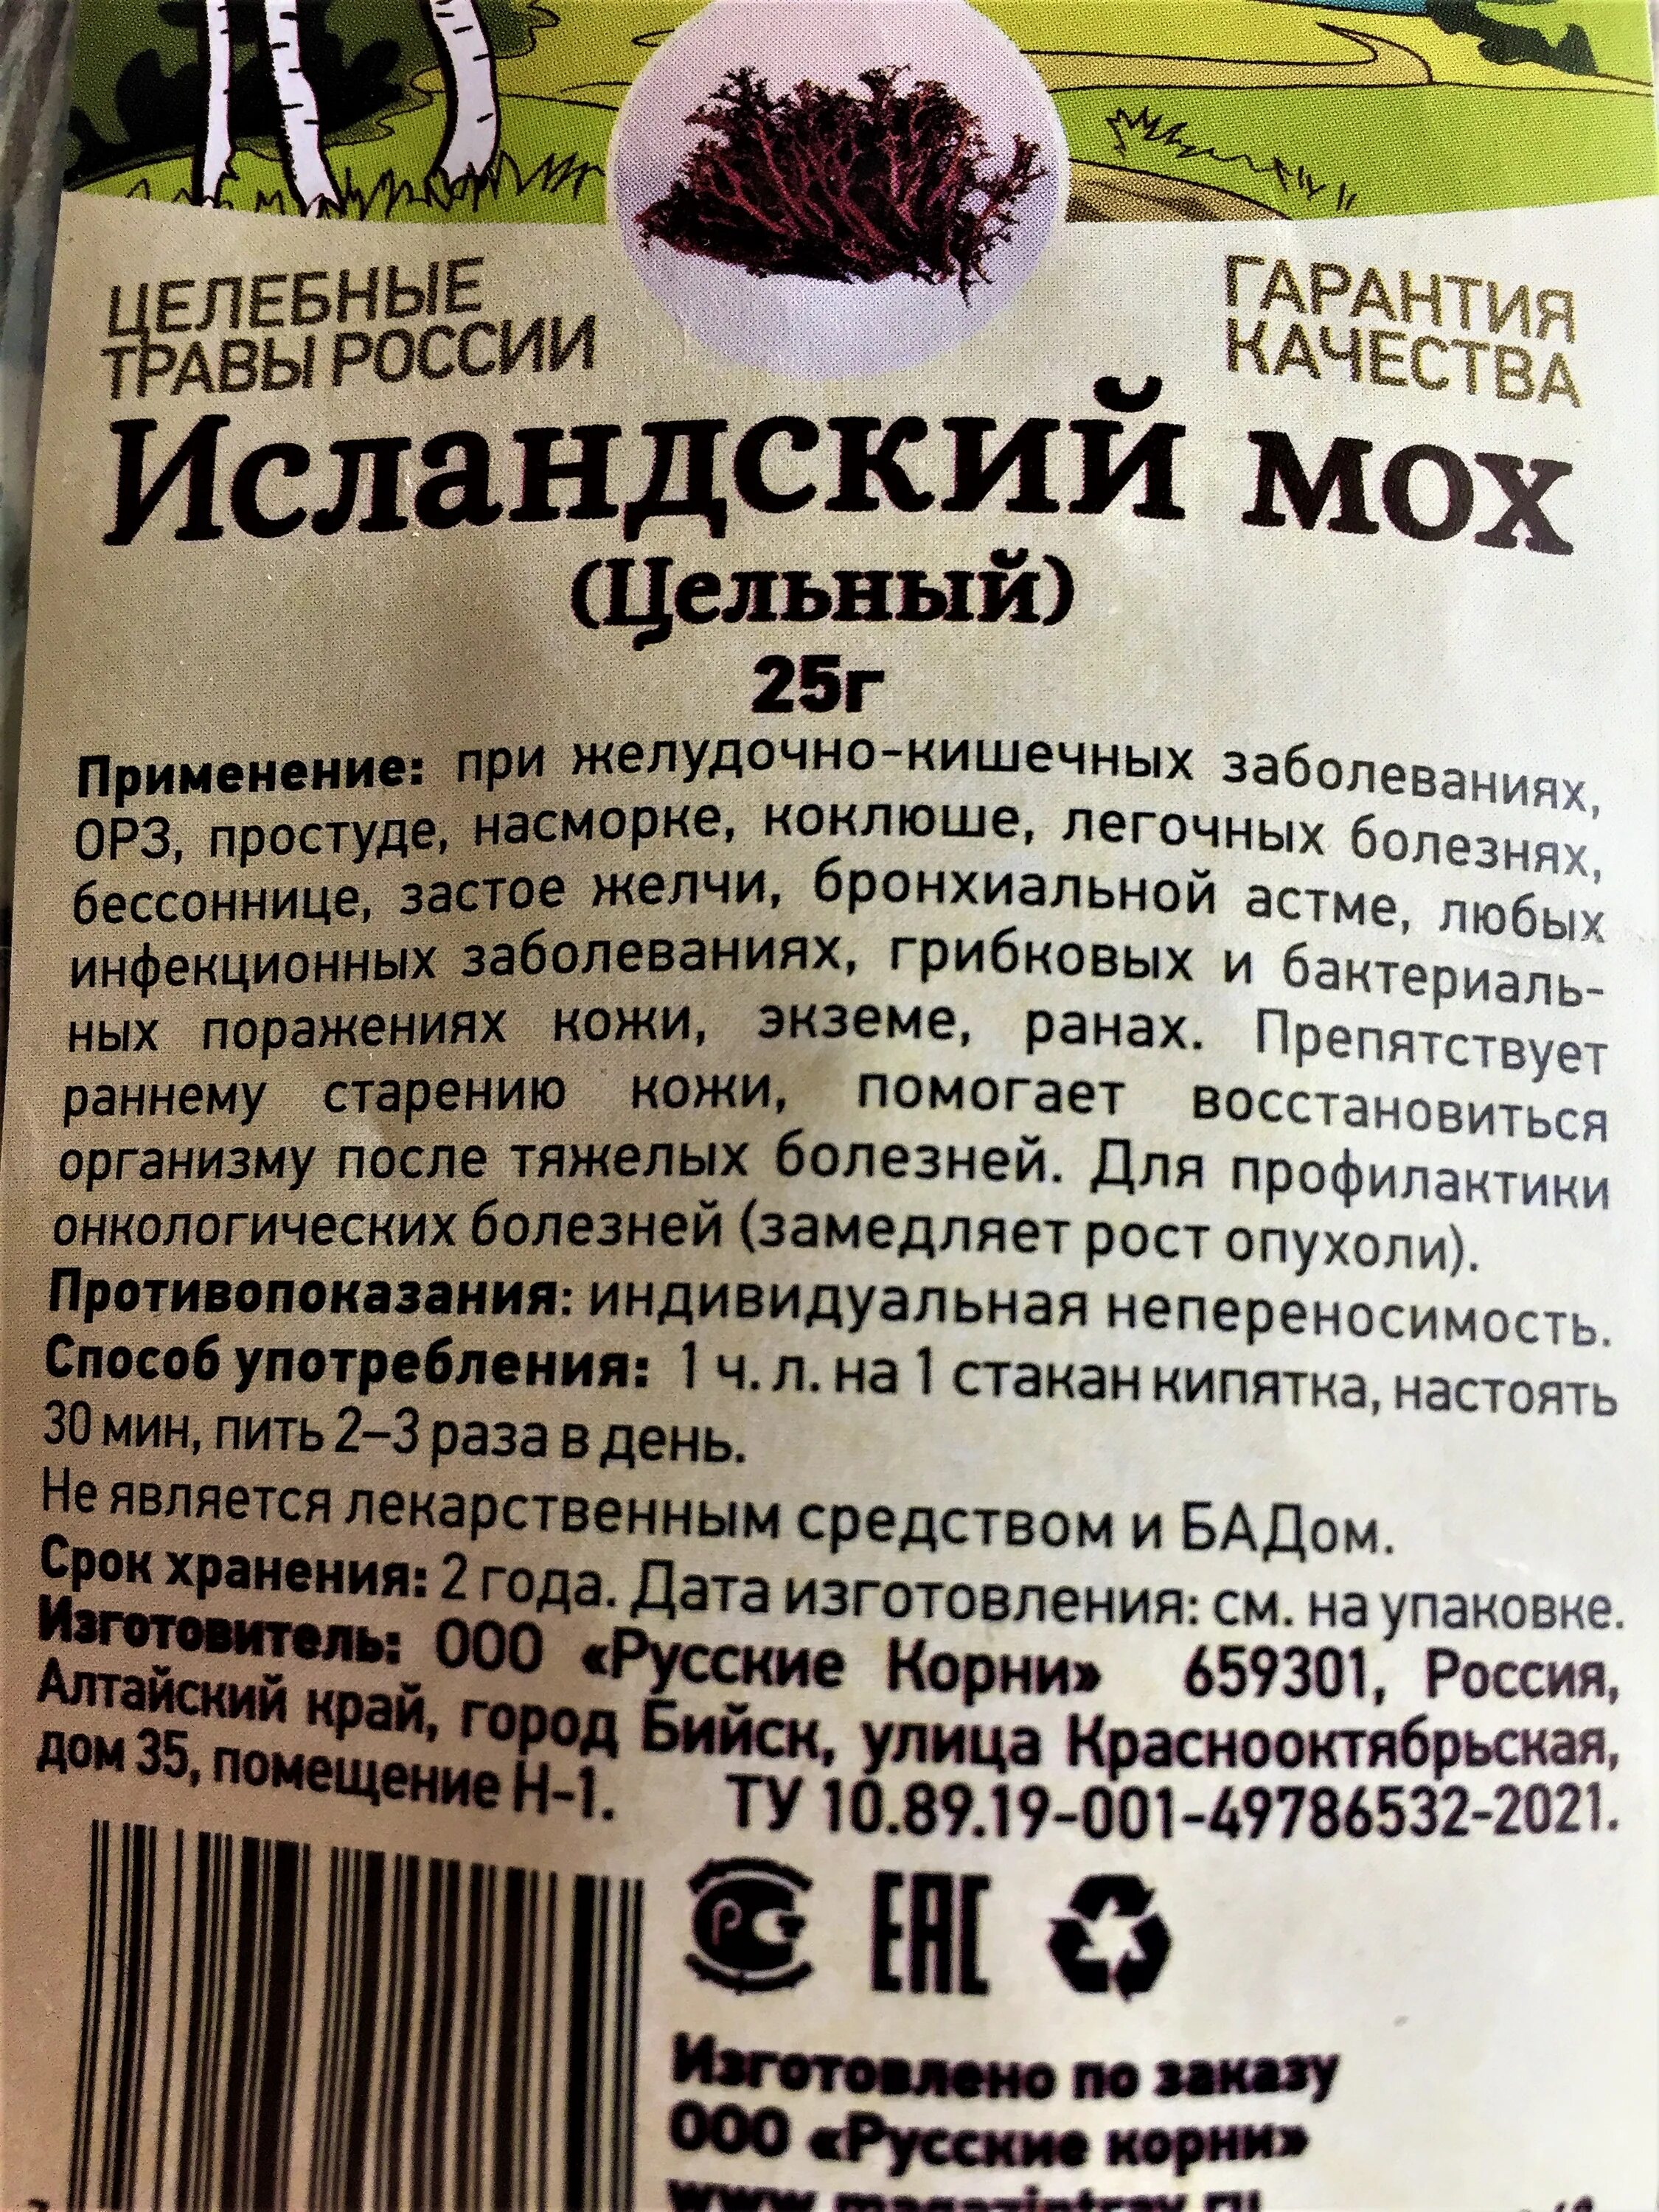 ЦЕЛЕБНЫЕ
ТРАВЫ РОССИИ
ГАРАНТИЯ
КАЧЕСТВА
Исландский мох
(Цельный)
25г
Применение: при желудочно-кишечных заболеваниях,
ОРЗ, простуде, насморке, коклюше, легочных болезнях,
бессоннице, застое желчи, бронхиальной астме, любых
инфекционных заболеваниях, грибковых и бактериаль-
ных поражениях кожи, экземе, ранах. Препятствует
раннему старению кожи, помогает восстановиться
организму после тяжелых болезней. Для профилактики
онкологических болезней (замедляет рост опухоли).
Противопоказания: индивидуальная непереносимость.
Способ употребления: 1 ч. л. на 1 стакан кипятка, настоять
30 мин, пить 2–3 раза в день.
Не является лекарственным средством и БАДом.
Срок хранения: 2 года. Дата изготовления: см. на упаковке.
Изготовитель: ООО «Русские Корни» 659301, Россия,
Алтайский край, город Бийск, улица Краснооктябрьская,
дом 35, помещение Н-1. ТУ 10.89.19-001-49786532-2021.
РС ЕАС
Изготовлено по заказу
ООО «Русские корни»